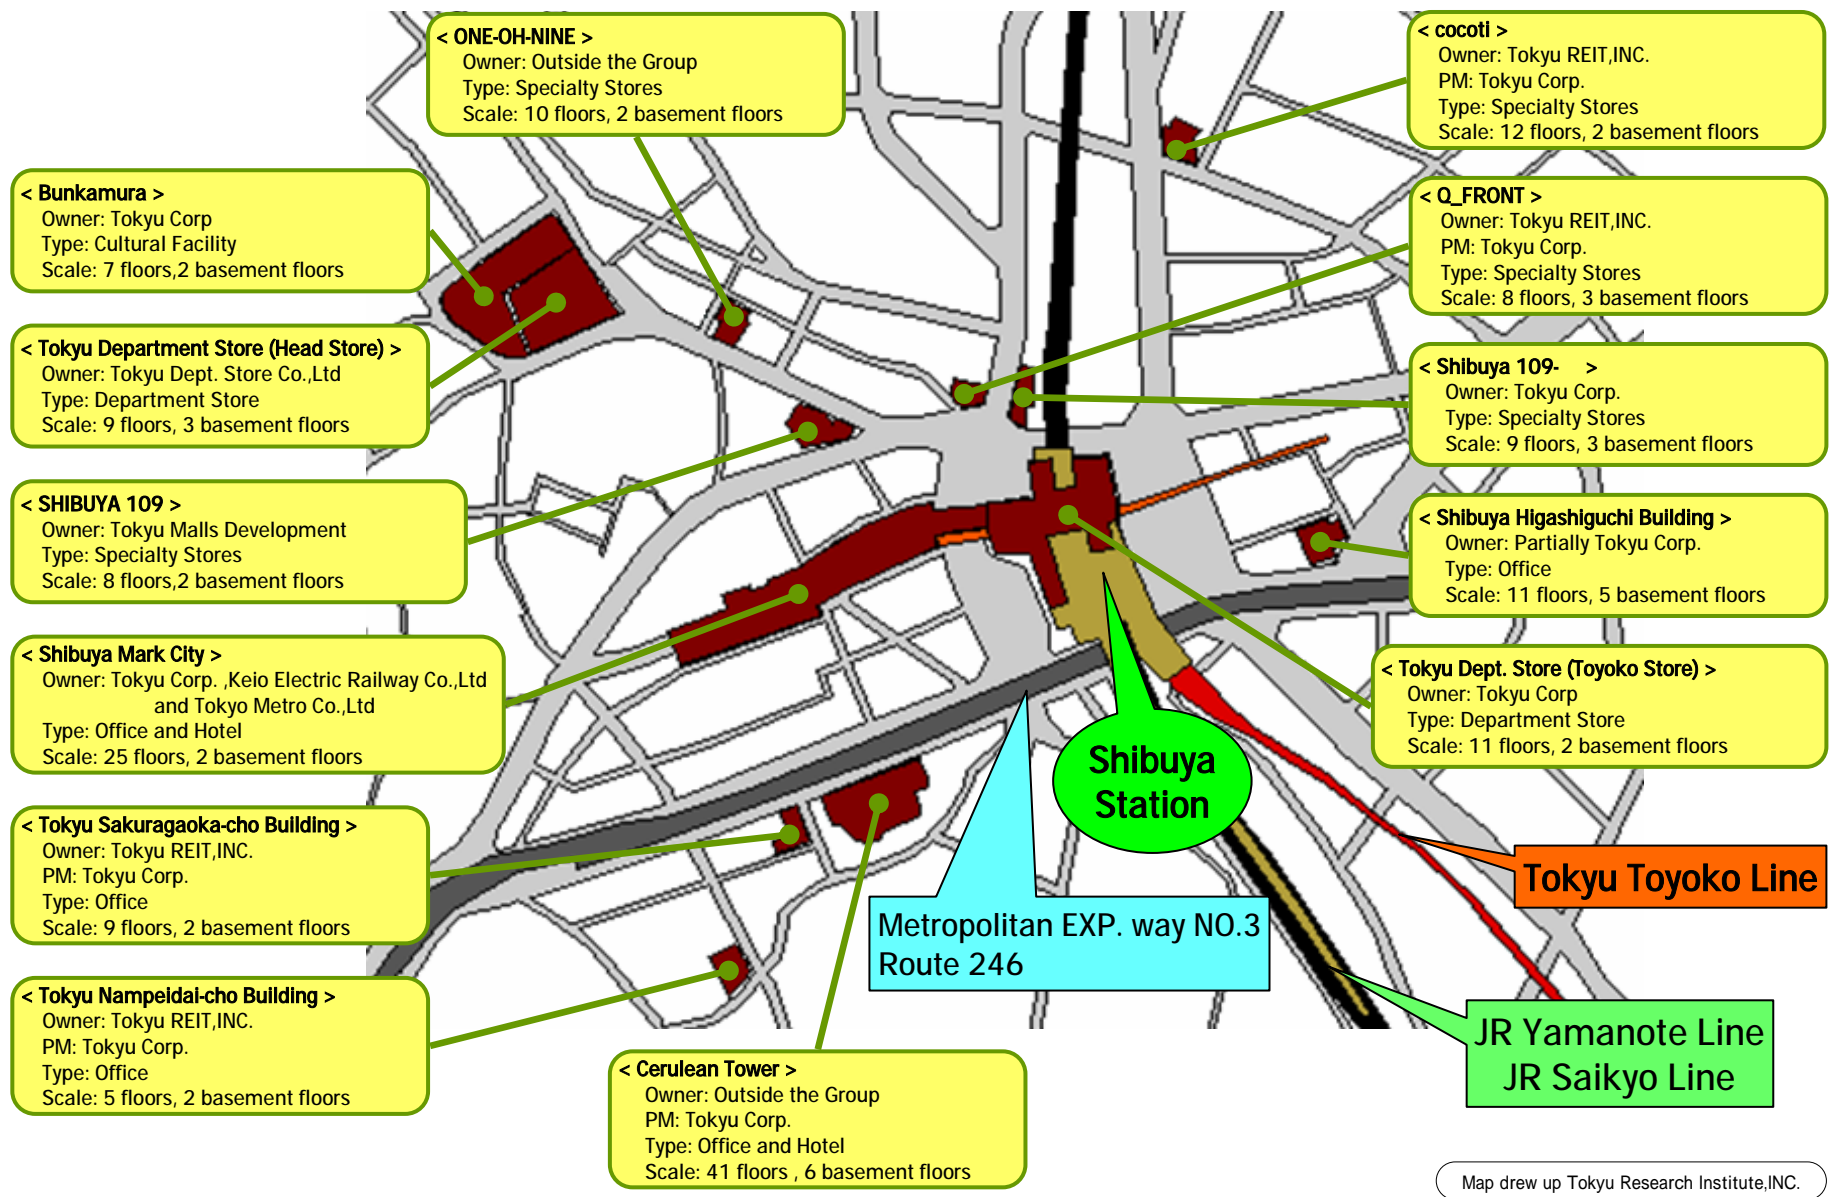 < ONE-OH-NINE >
Owner: Outside the Group
Type: Specialty Stores
Scale: 10 floors, 2 basement floors
< cocoti >
Owner: Tokyu REIT,INC.
PM: Tokyu Corp.
Type: Specialty Stores
Scale: 12 floors, 2 basement floors
< Bunkamura >
Owner: Tokyu Corp
Type: Cultural Facility
Scale: 7 floors,2 basement floors
< Q_FRONT >
Owner: Tokyu REIT,INC.
PM: Tokyu Corp.
Type: Specialty Stores
Scale: 8 floors, 3 basement floors
< Tokyu Department Store (Head Store) >
Owner: Tokyu Dept. Store Co.,Ltd
Type: Department Store
Scale: 9 floors, 3 basement floors
< Shibuya 109- >
Owner: Tokyu Corp.
Type: Specialty Stores
Scale: 9 floors, 3 basement floors
< SHIBUYA 109 >
Owner: Tokyu Malls Development
Type: Specialty Stores
Scale: 8 floors,2 basement floors
< Shibuya Higashiguchi Building >
Owner: Partially Tokyu Corp.
Type: Office
Scale: 11 floors, 5 basement floors
< Shibuya Mark City >
Owner: Tokyu Corp. ,Keio Electric Railway Co.,Ltd
and Tokyo Metro Co.,Ltd
Type: Office and Hotel
Scale: 25 floors, 2 basement floors
< Tokyu Dept. Store (Toyoko Store) >
Owner: Tokyu Corp
Type: Department Store
Scale: 11 floors, 2 basement floors
Shibuya
Station
< Tokyu Sakuragaoka-cho Building >
Owner: Tokyu REIT,INC.
PM: Tokyu Corp.
Type: Office
Scale: 9 floors, 2 basement floors
Tokyu Toyoko Line
Metropolitan EXP. way NO.3
Route 246
< Tokyu Nampeidai-cho Building >
Owner: Tokyu REIT,INC.
PM: Tokyu Corp.
Type: Office
Scale: 5 floors, 2 basement floors
JR Yamanote Line
JR Saikyo Line
< Cerulean Tower >
Owner: Outside the Group
PM: Tokyu Corp.
Type: Office and Hotel
Scale: 41 floors , 6 basement floors
Map drew up Tokyu Research Institute,INC.